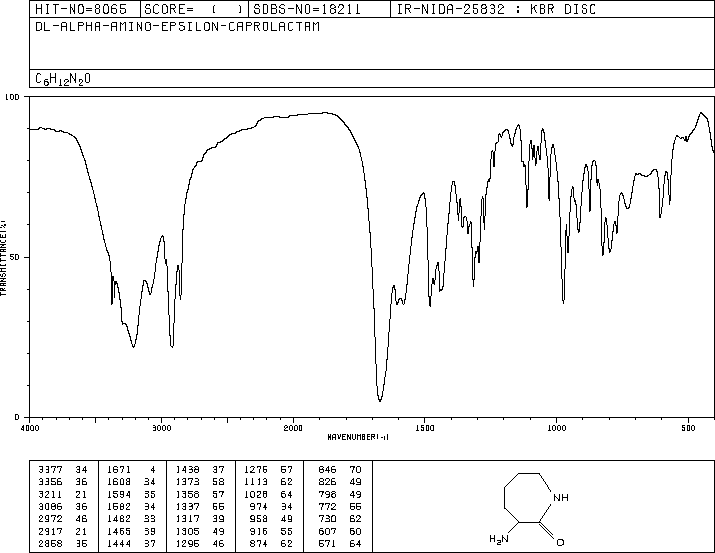 HIT-NO=8065 SCORE= ( ) SDBS-NO=18211 IR-NIDA-25832 : KBR DISC
DL-ALPHA-AMINO-EPSILON-CAPROLACTAM
C6H12N2O
100
50
0
TRANSMITTANCE(%)
4000 3000 2000 1500 1000 500
WAVENUMBER(-1)
3377 34 1671 4 1438 37 1276 57 846 70
3356 36 1608 34 1373 58 1113 62 826 49
3211 21 1594 35 1358 57 1028 64 798 49
3086 36 1582 34 1337 55 974 34 772 55
2972 46 1482 33 1317 39 958 49 730 62
2917 21 1465 39 1305 49 916 55 607 60
2858 35 1444 37 1296 46 874 62 571 64
NH
H2N
O